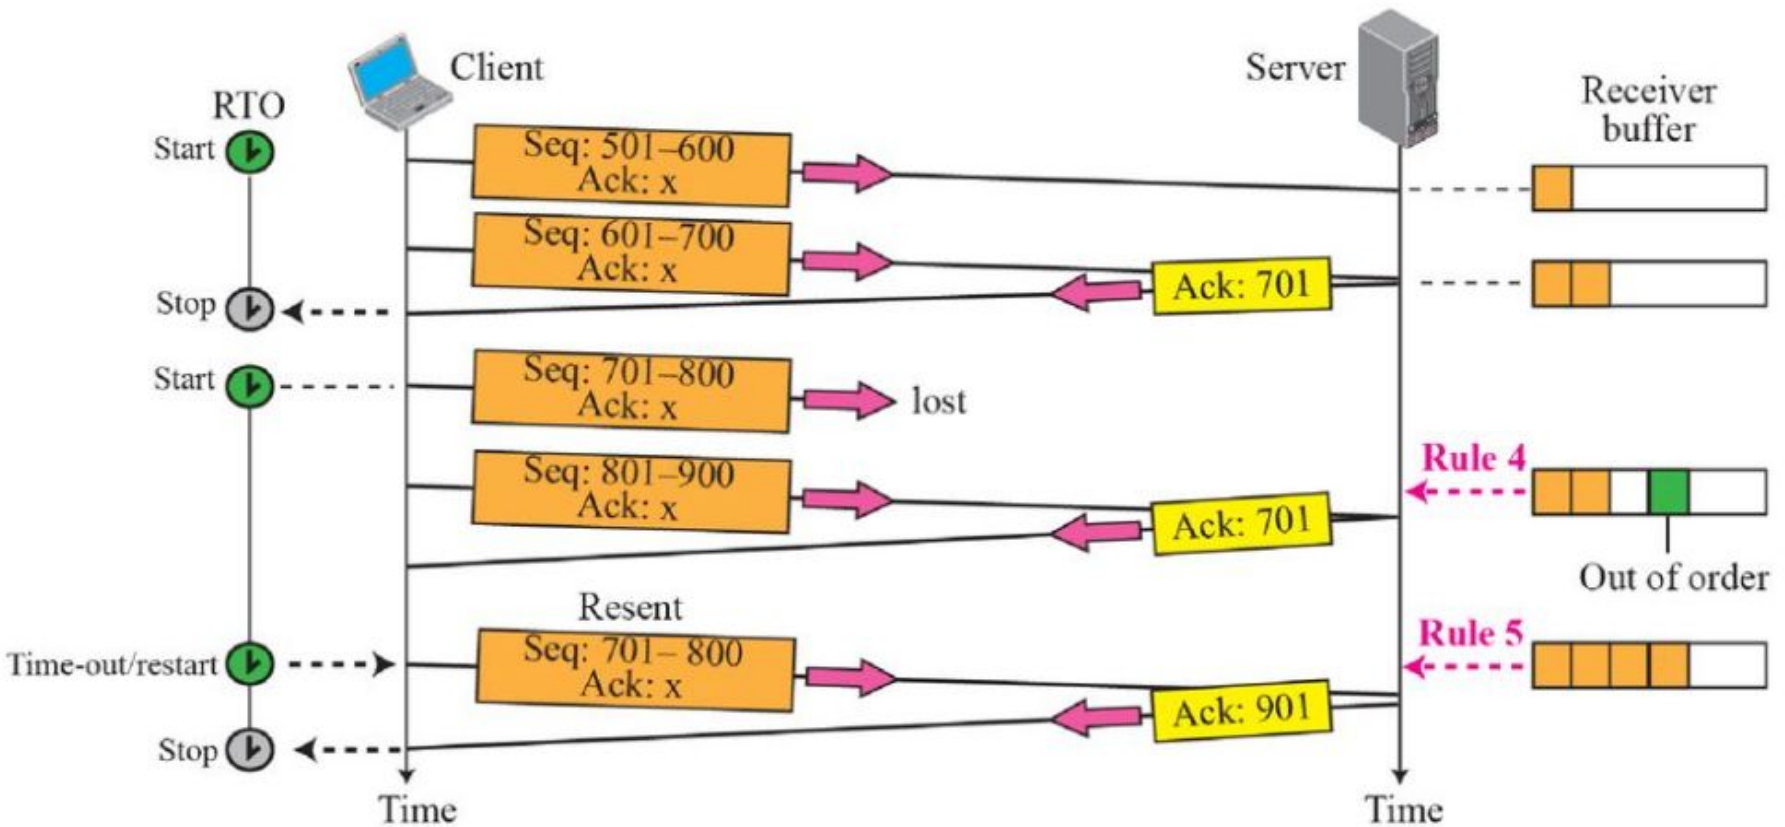 Client
Server
RTO
Receiver
buffer
Start
Seq: 501–600
Ack: x
Seq: 601–700
Ack: x
Ack: 701
Stop
Start
Seq: 701–800
Ack: x
lost
Rule 4
Seq: 801–900
Ack: x
Ack: 701
Out of order
Resent
Rule 5
Time-out/restart
Seq: 701– 800
Ack: x
Ack: 901
Stop
Time
Time